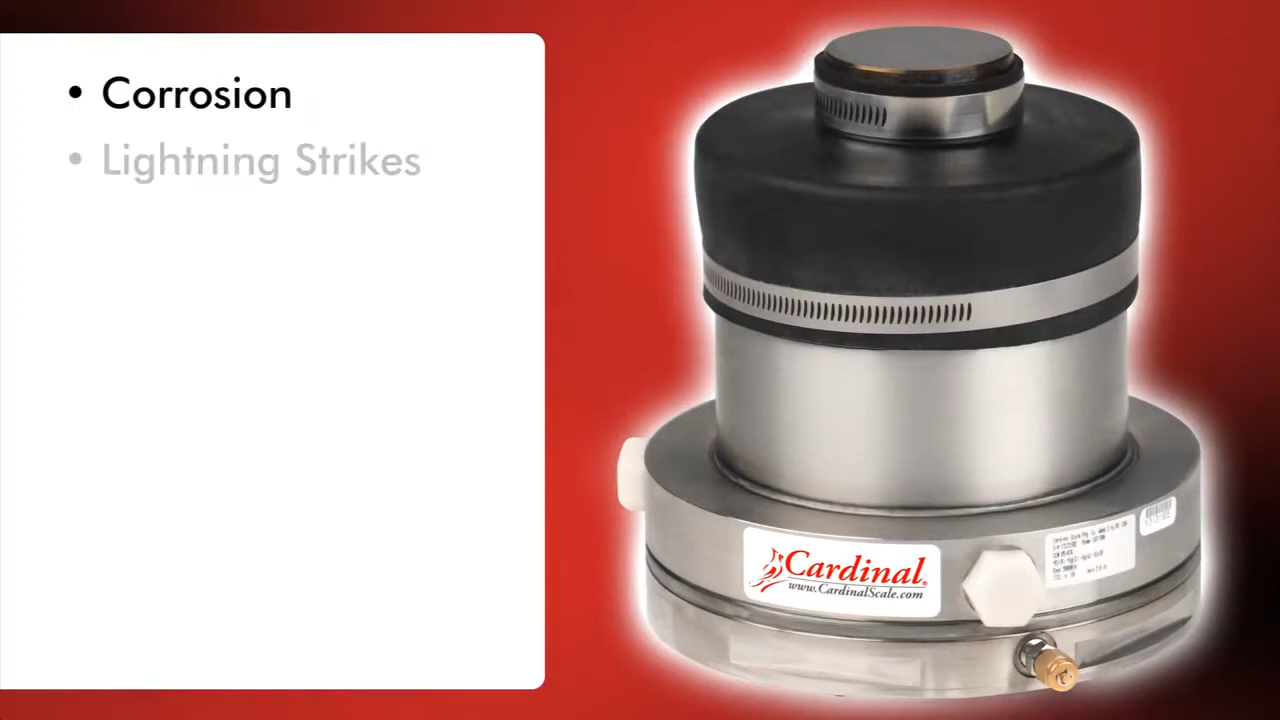 • Corrosion
• Lightning Strikes
Cardinal®
www.CardinalScale.com